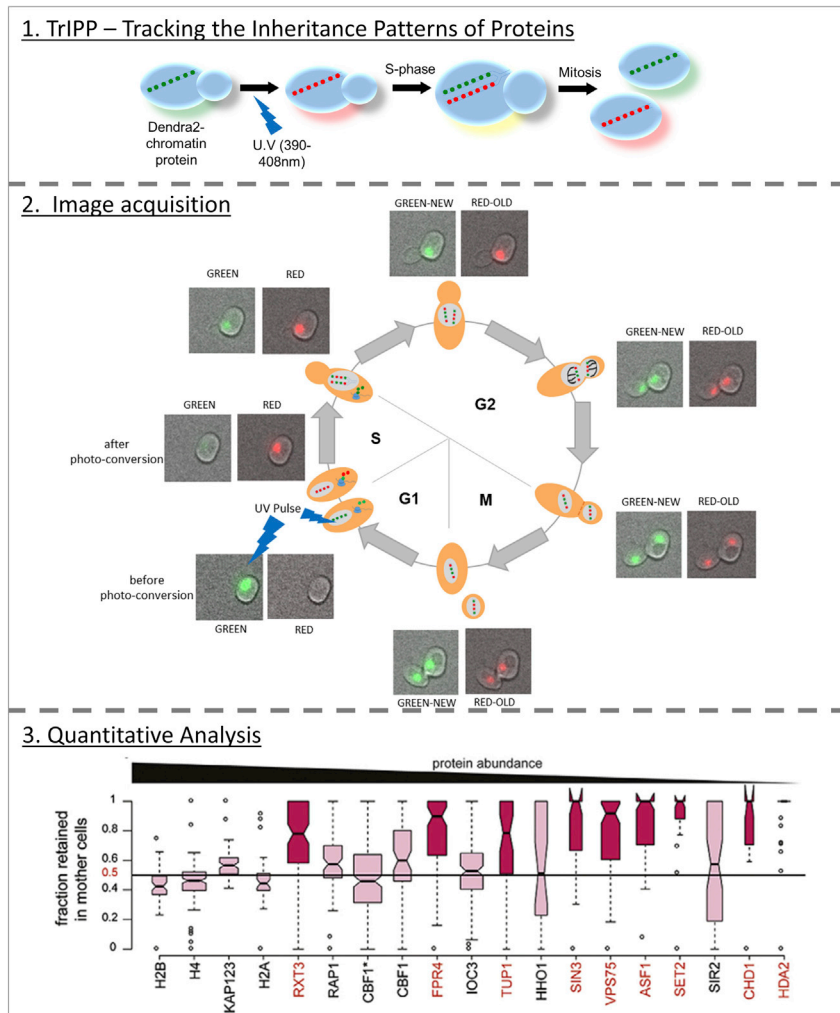 1. TrIPP – Tracking the Inheritance Patterns of Proteins
S-phase
Mitosis
Dendra2-
chromatin
protein
U.V (390-
408nm)
2. Image acquisition
GREEN-NEW
RED-OLD
GREEN
RED
GREEN-NEW
RED-OLD
G2
GREEN
RED
S
after
photo-conversion
G1
M
GREEN-NEW
RED-OLD
UV Pulse
before
photo-conversion
GREEN
RED
GREEN-NEW
RED-OLD
3. Quantitative Analysis
protein abundance
fraction retained
in mother cells
1
0.8
0.6
0.5
0.4
0.2
0
H2B
H4
KAP123
H2A
RXT3
RAP1
CBF1*
CBF1
FPR4
IOC3
TUP1
HHO1
SIN3
VPS75
ASF1
SET2
SIR2
CHD1
HDA2